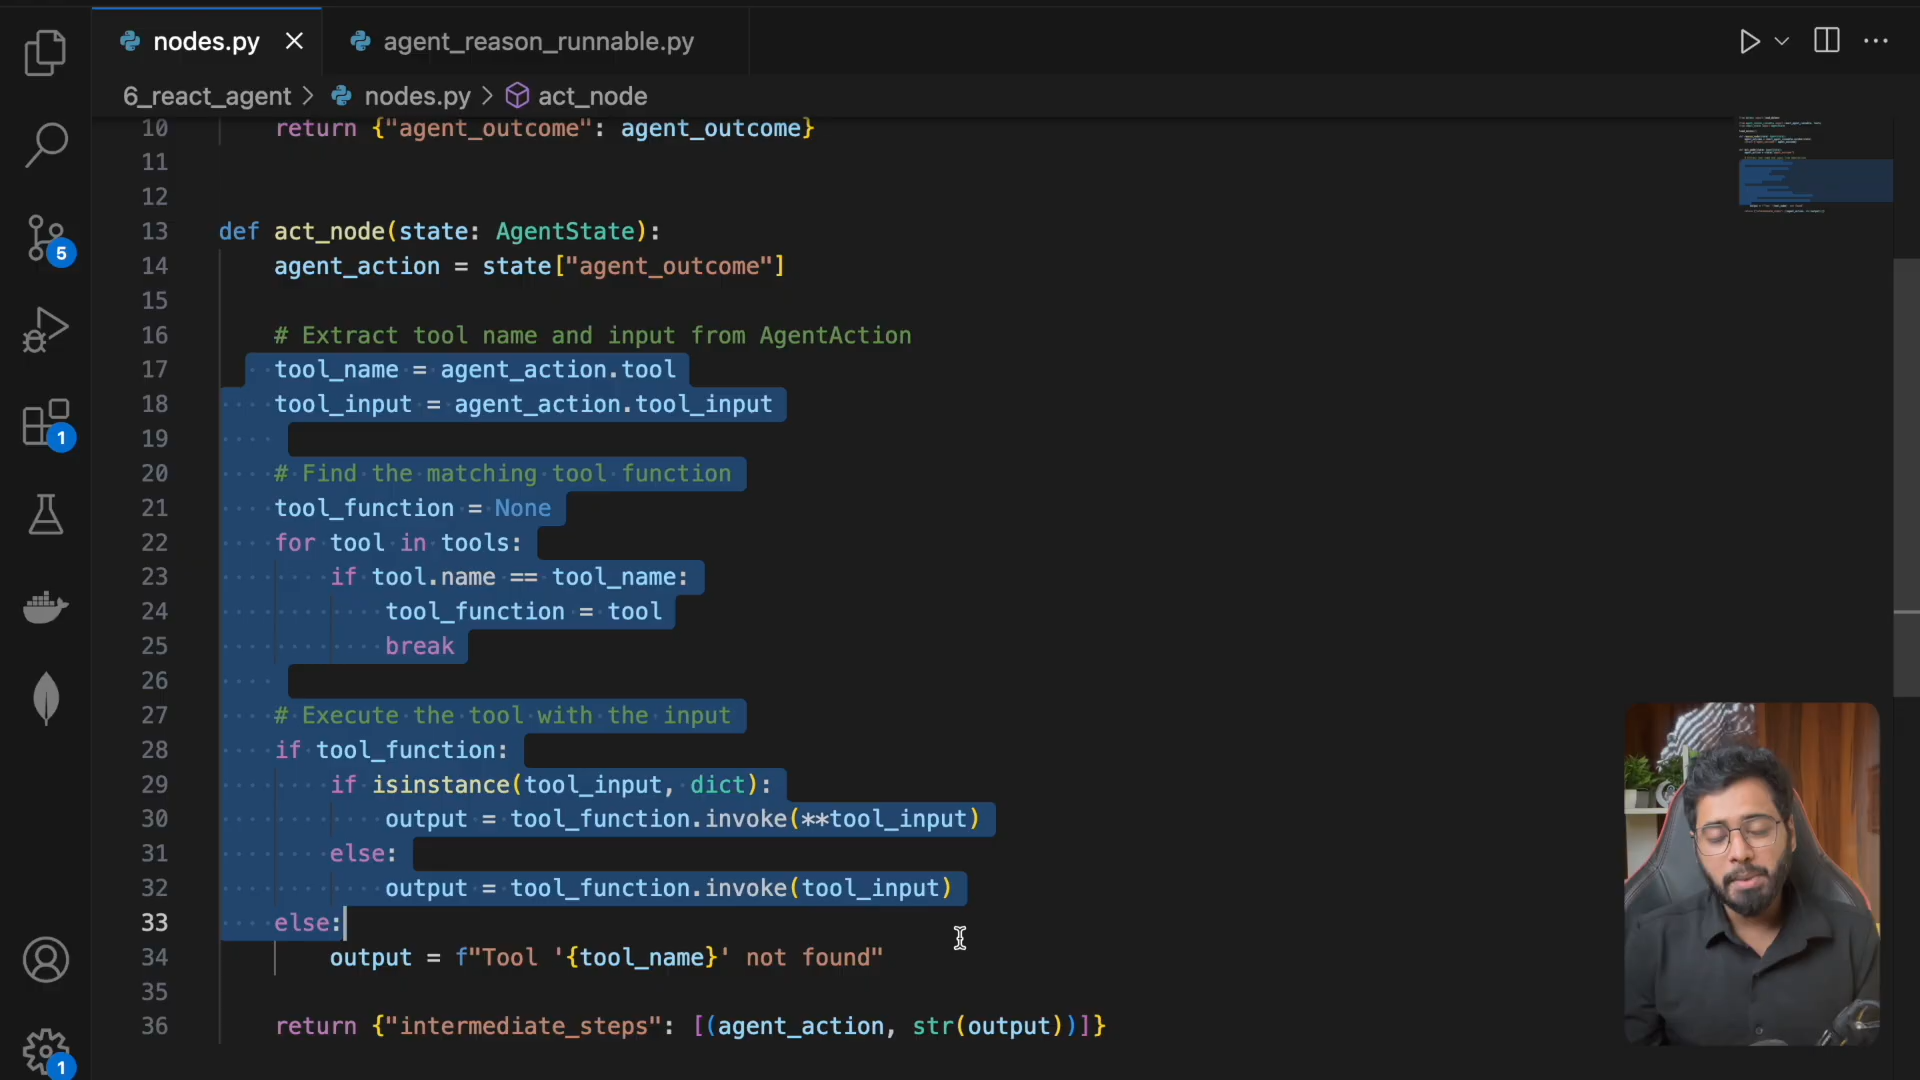 nodes.py
agent_reason_runnable.py
6_react_agent > nodes.py > act_node
10 return {"agent_outcome": agent_outcome}
11
12
13 def act_node(state: AgentState):
14 agent_action = state["agent_outcome"]
15
16 # Extract tool name and input from AgentAction
17 tool_name = agent_action.tool
18 tool_input = agent_action.tool_input
19
20 # Find the matching tool function
21 tool_function = None
22 for tool in tools:
23 if tool.name == tool_name:
24 tool_function = tool
25 break
26
27 # Execute the tool with the input
28 if tool_function:
29 if isinstance(tool_input, dict):
30 output = tool_function.invoke(**tool_input)
31 else:
32 output = tool_function.invoke(tool_input)
33 else:
34 output = f"Tool '{tool_name}' not found"
35
36 return {"intermediate_steps": [(agent_action, str(output))]}
5
1
1